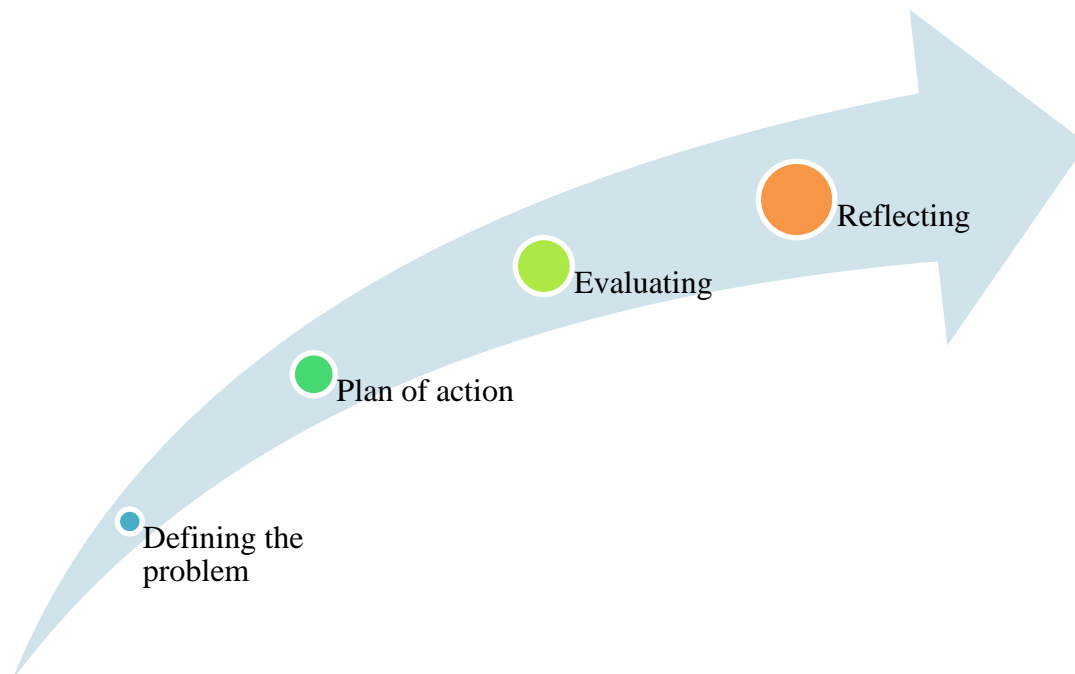 Reflecting
Evaluating
Plan of action
Defining the
problem